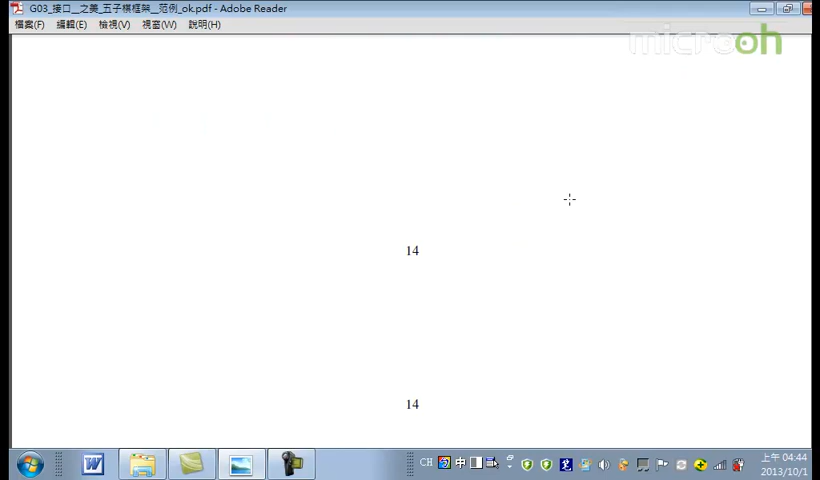 G03_接口__之美_五子棋框架__范例_ok.pdf - Adobe Reader
檔案(F) 編輯(E) 檢視(V) 視窗(W) 說明(H)
microoh
14
14
CH 中
上午 04:44
2013/10/1